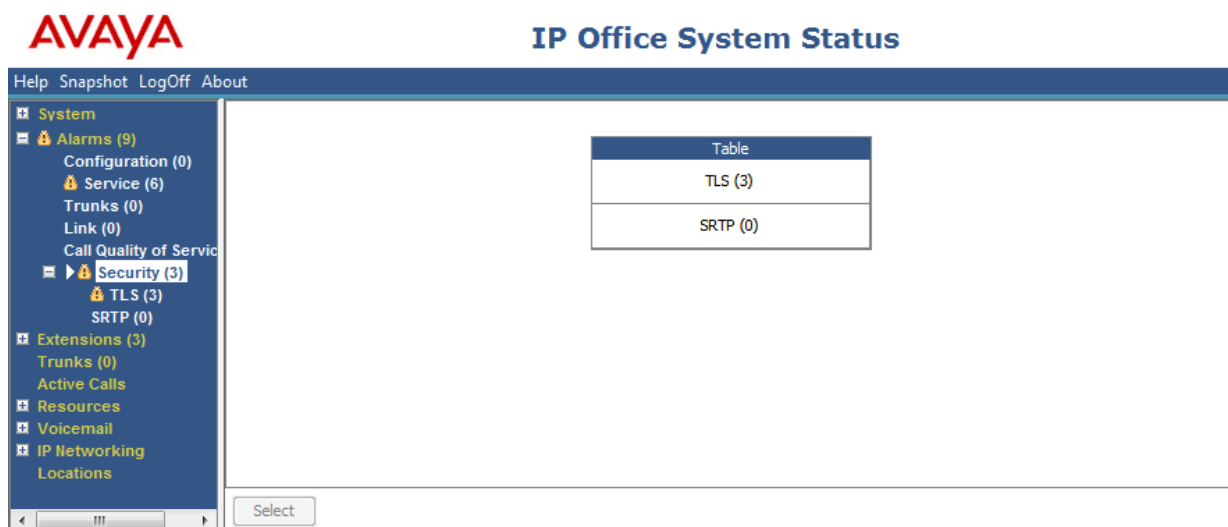 AVAYA
IP Office System Status
Help Snapshot LogOff About
System
Alarms (9)
Configuration (0)
Service (6)
Trunks (0)
Link (0)
Call Quality of Servic
Security (3)
TLS (3)
SRTP (0)
Extensions (3)
Trunks (0)
Active Calls
Resources
Voicemail
IP Networking
Locations
Table
TLS (3)
SRTP (0)
Select